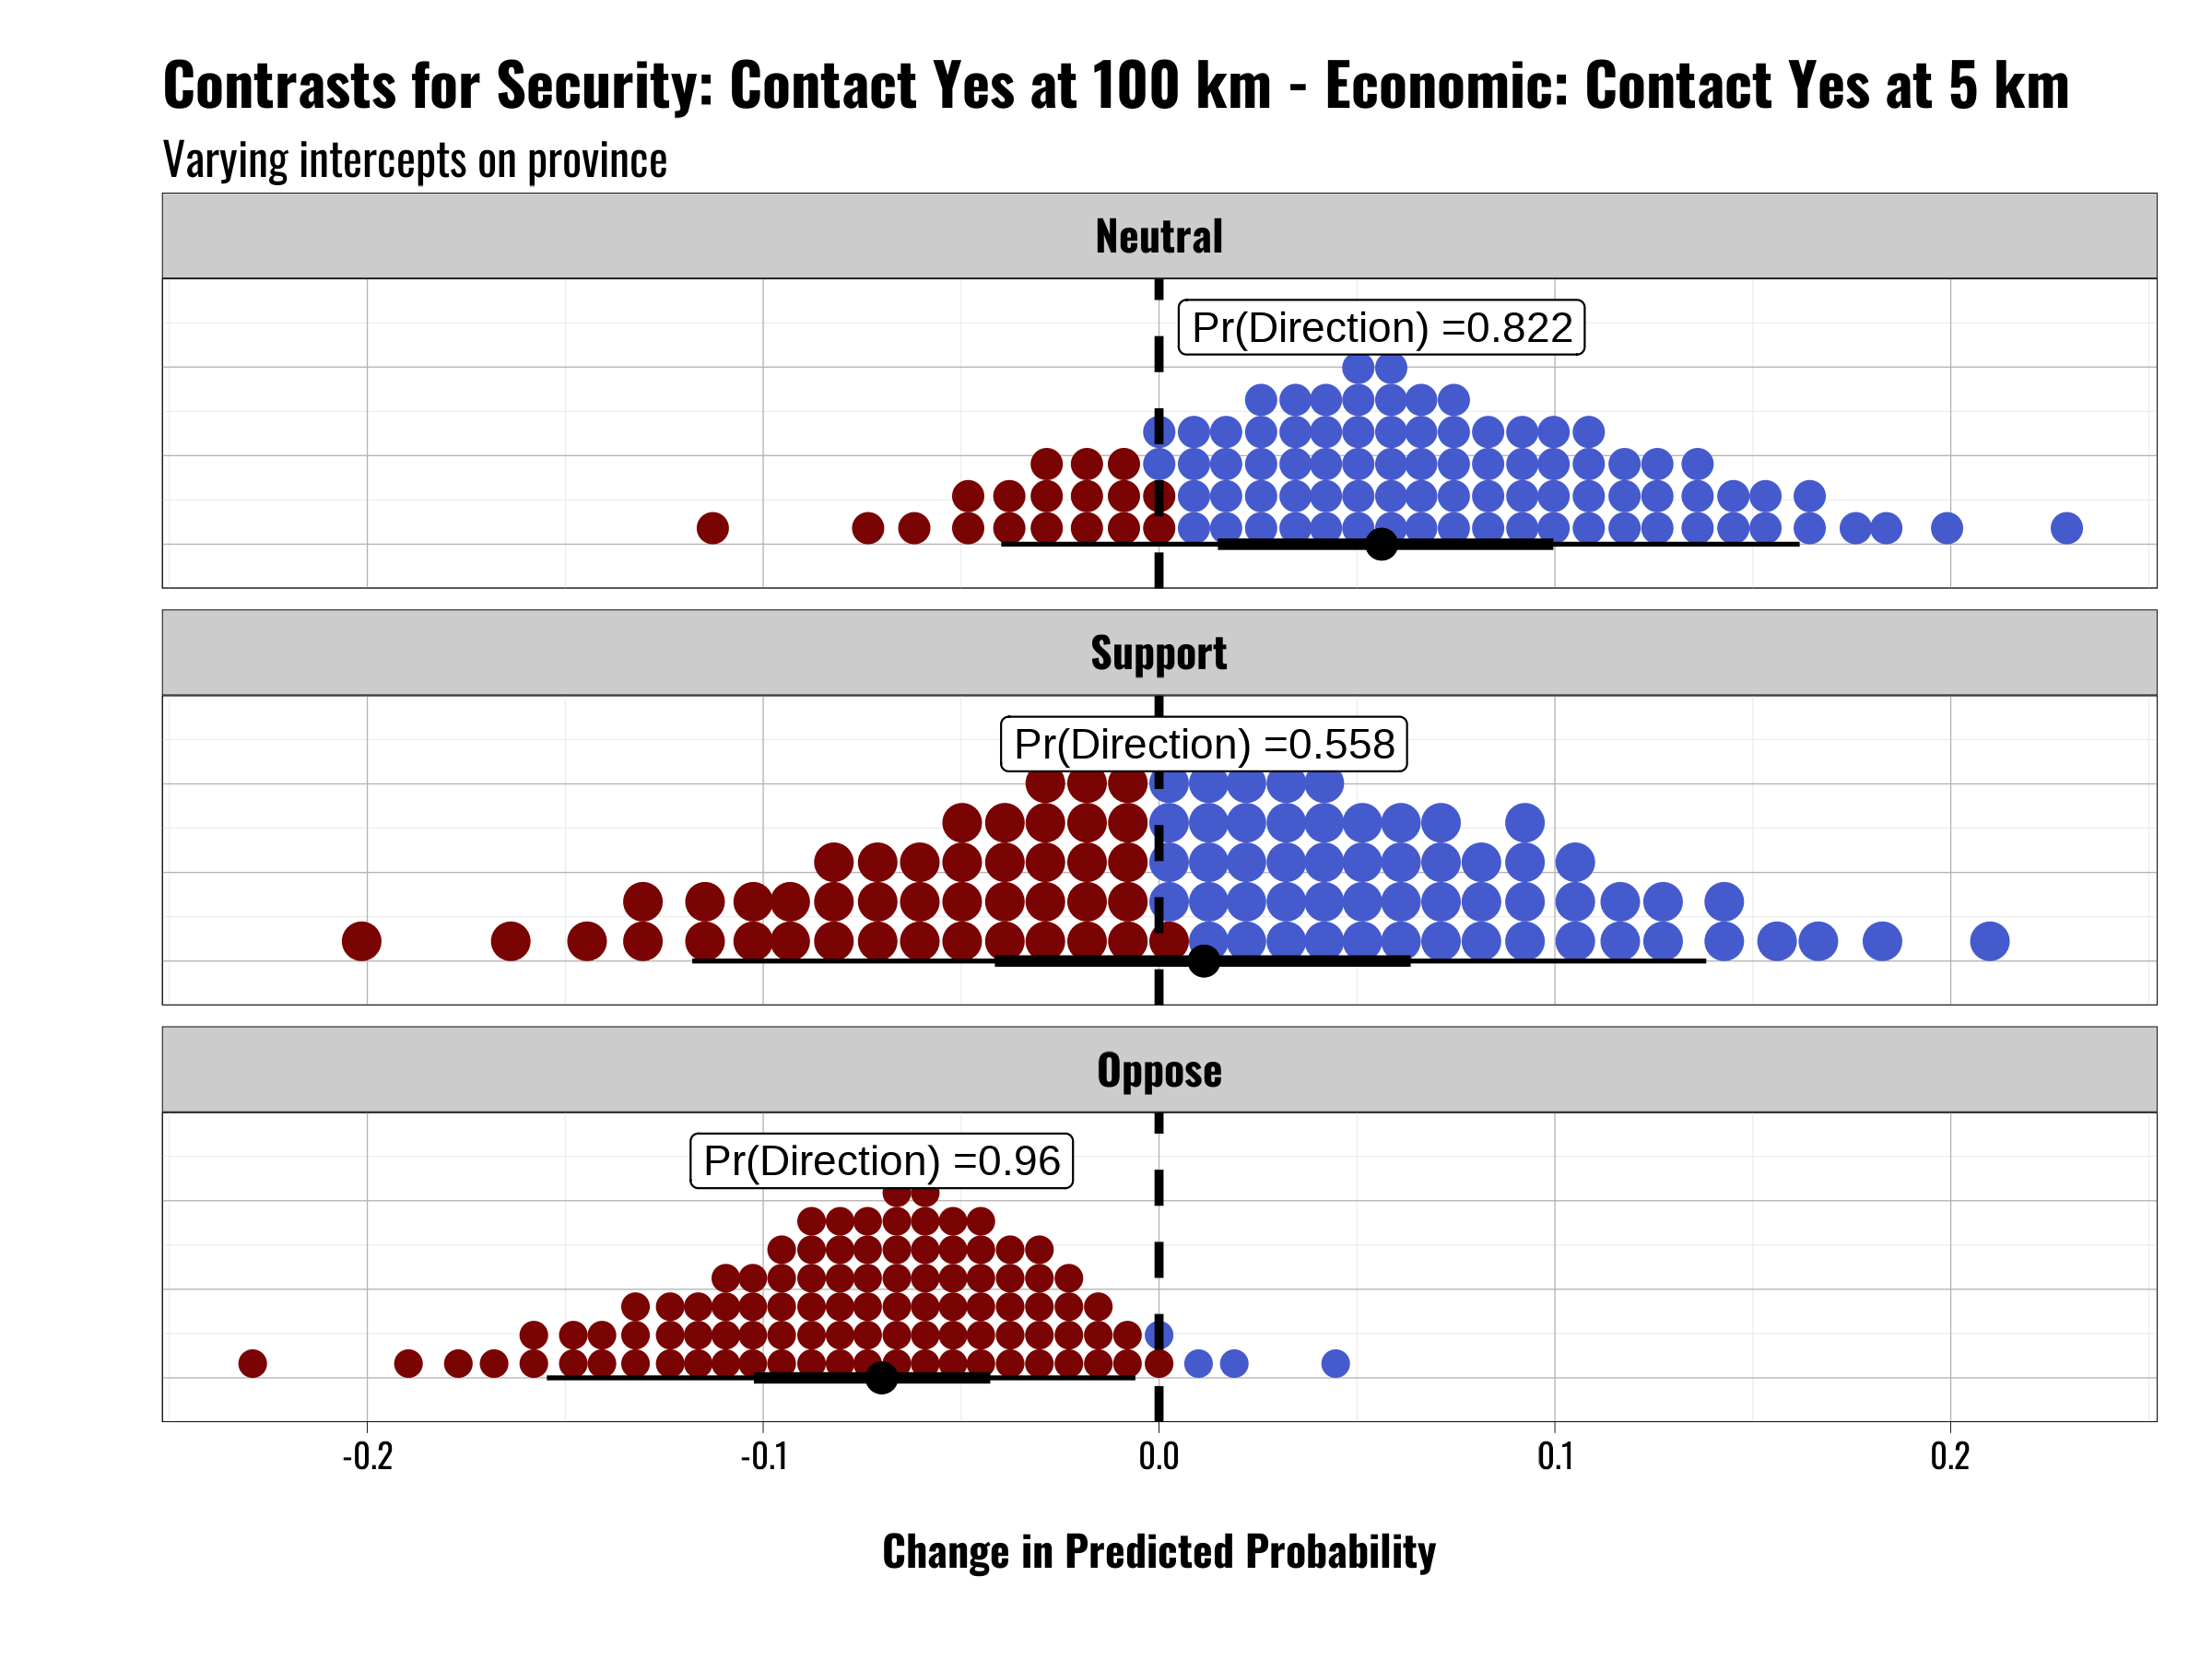 Contrasts for Security: Contact Yes at 100 km - Economic: Contact Yes at 5 km
Varying intercepts on province
Neutral
Pr(Direction) =0.822
Support
Pr(Direction) =0.558
Oppose
Pr(Direction) =0.96
-0.2 -0.1 0.0 0.1 0.2
Change in Predicted Probability